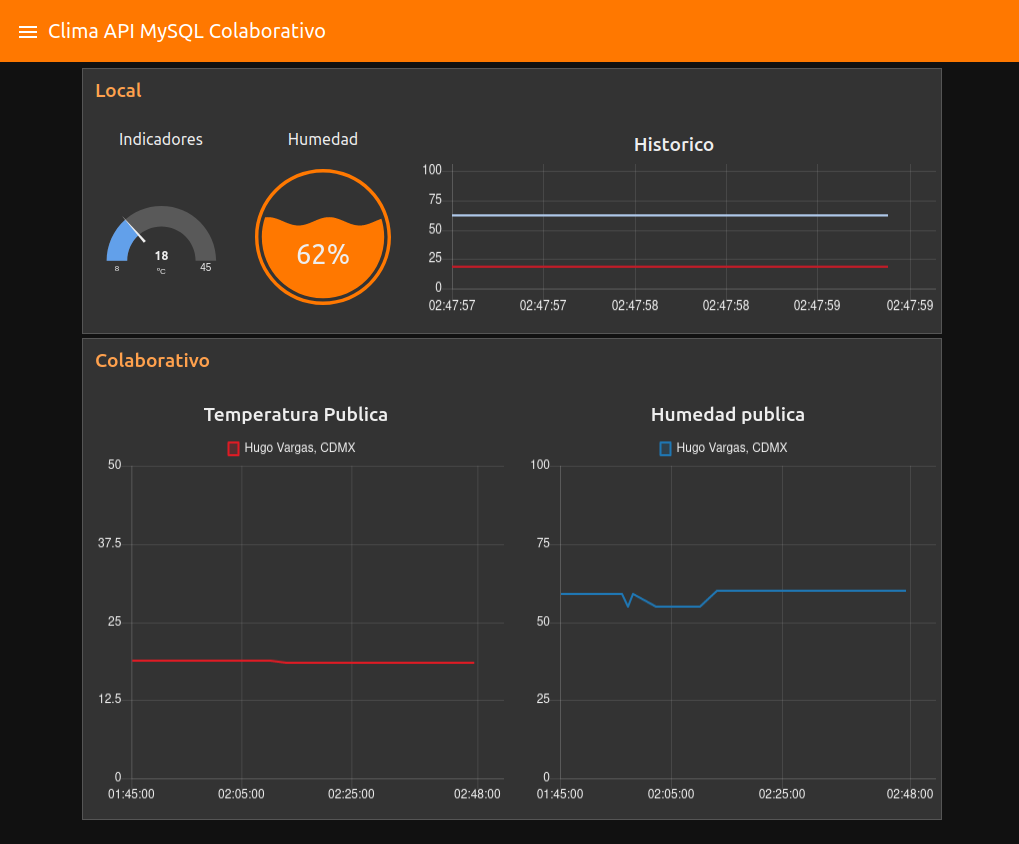 Clima API MySQL Colaborativo
Local
Indicadores
18
ºC
8
45
Humedad
62%
Historico
100
75
50
25
0
02:47:57 02:47:57 02:47:58 02:47:58 02:47:59 02:47:59
Colaborativo
Temperatura Publica
Hugo Vargas, CDMX
50
37.5
25
12.5
0
01:45:00 02:05:00 02:25:00 02:48:00
Humedad publica
Hugo Vargas, CDMX
100
75
50
25
0
01:45:00 02:05:00 02:25:00 02:48:00